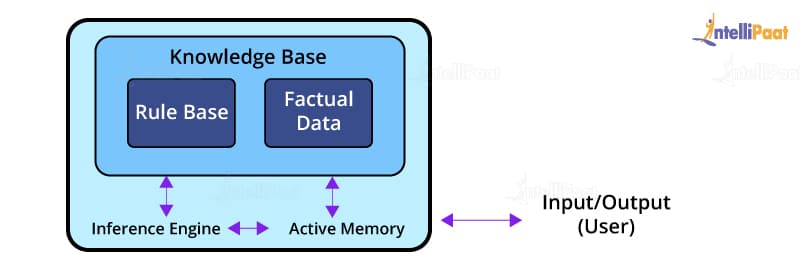 iNtelliPaat
Knowledge Base
Rule Base
Factual
Data
Inference Engine
Active Memory
Input/Output
(User)